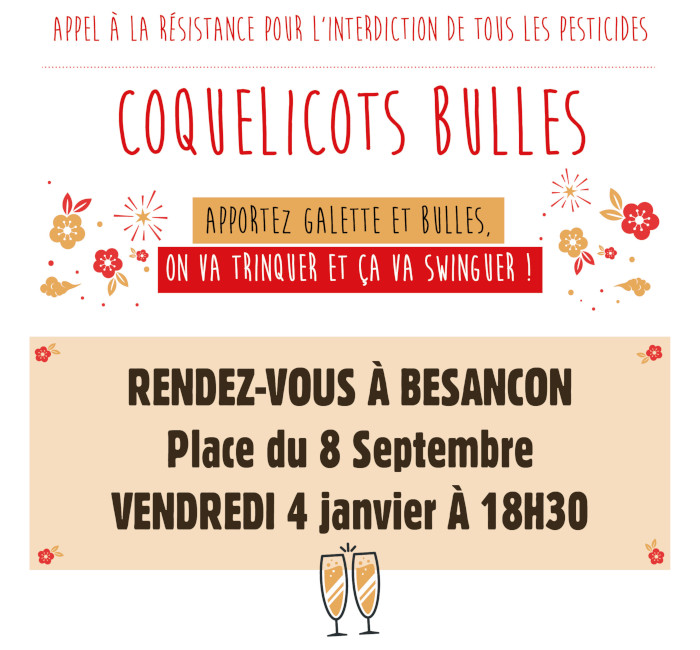 APPEL À LA RÉSISTANCE POUR L'INTERDICTION DE TOUS LES PESTICIDES
COQUELICOTS BULLES
APPORTEZ GALETTE ET BULLES,
ON VA TRINQUER ET ÇA VA SWINGUER !
RENDEZ-VOUS À BESANCON
Place du 8 Septembre
VENDREDI 4 janvier À 18H30